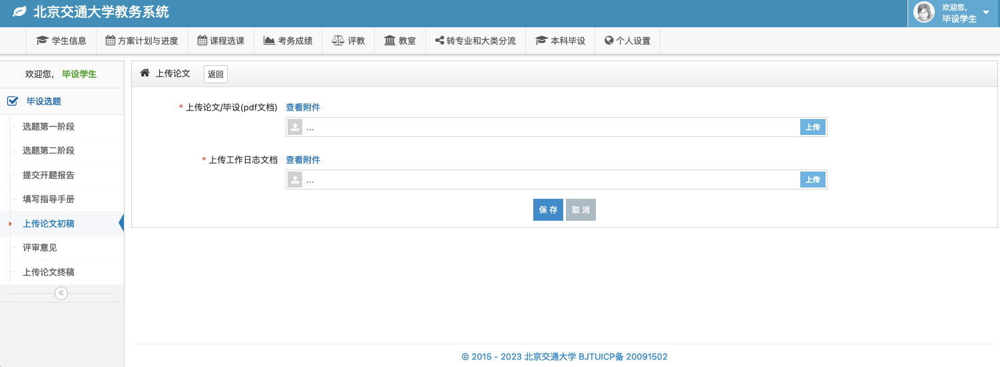 北京交通大学教务系统
欢迎您，
毕设学生
学生信息
方案计划与进度
课程选课
考务成绩
评教
教室
转专业和大类分流
本科毕设
个人设置
欢迎您， 毕设学生
毕设选题
选题第一阶段
选题第二阶段
提交开题报告
填写指导手册
上传论文初稿
评审意见
上传论文终稿
上传论文 返回
* 上传论文/毕设(pdf文档) 查看附件
... 上传
* 上传工作日志文档 查看附件
... 上传
保 存 取 消
© 2015 - 2023 北京交通大学 BJTUICP备 20091502